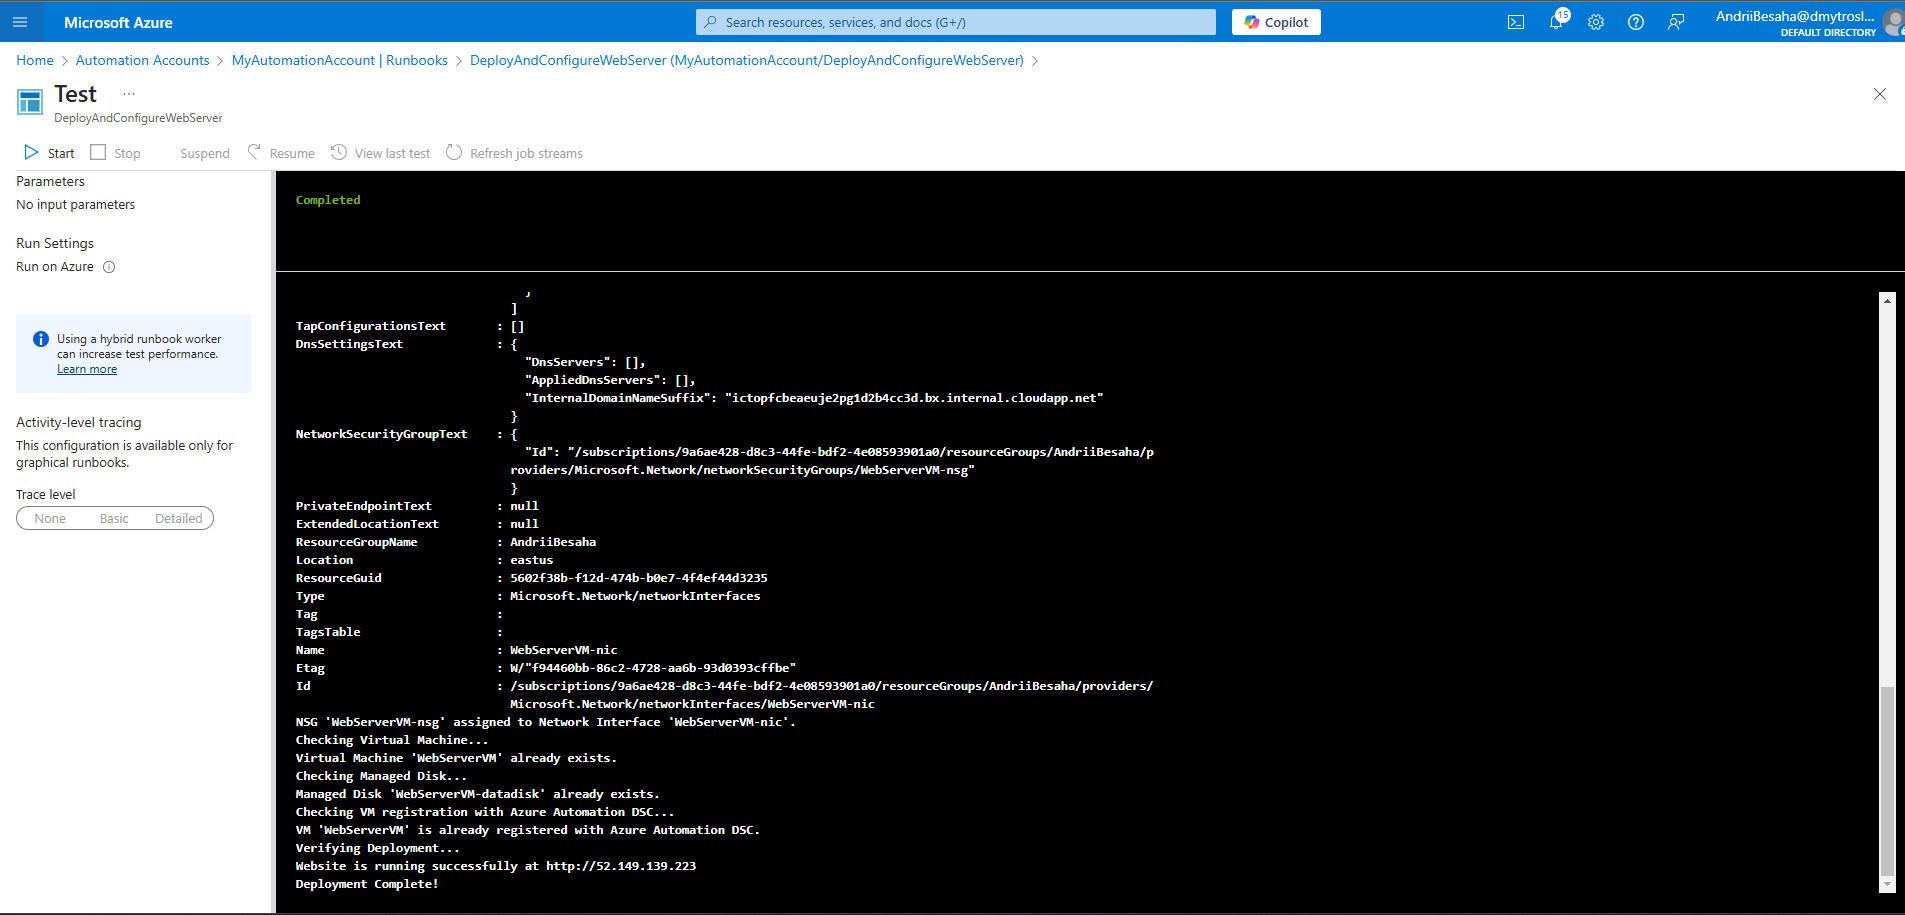 Microsoft Azure
Search resources, services, and docs (G+/)
Copilot
15
AndriiBesaha@dmytrosl...
DEFAULT DIRECTORY
Home > Automation Accounts > MyAutomationAccount | Runbooks > DeployAndConfigureWebServer (MyAutomationAccount/DeployAndConfigureWebServer) >
Test ...
DeployAndConfigureWebServer
Start Stop Suspend Resume View last test Refresh job streams
Parameters
No input parameters
Run Settings
Run on Azure
Using a hybrid runbook worker
can increase test performance.
Learn more
Activity-level tracing
This configuration is available only for
graphical runbooks.
Trace level
None Basic Detailed
Completed
]
TapConfigurationsText : []
DnsSettingsText : {
"DnsServers": [],
"AppliedDnsServers": [],
"InternalDomainNameSuffix": "ictopfcbeaeuje2pg1d2b4cc3d.bx.internal.cloudapp.net"
}
NetworkSecurityGroupText : {
"Id": "/subscriptions/9a6ae428-d8c3-44fe-bdf2-4e08593901a0/resourceGroups/AndriiBesaha/p
roviders/Microsoft.Network/networkSecurityGroups/WebServerVM-nsg"
}
PrivateEndpointText : null
ExtendedLocationText : null
ResourceGroupName : AndriiBesaha
Location : eastus
ResourceGuid : 5602f38b-f12d-474b-b0e7-4f4ef44d3235
Type : Microsoft.Network/networkInterfaces
Tag :
TagsTable :
Name : WebServerVM-nic
Etag : W/"f94460bb-86c2-4728-aa6b-93d0393cffbe"
Id : /subscriptions/9a6ae428-d8c3-44fe-bdf2-4e08593901a0/resourceGroups/AndriiBesaha/providers/
Microsoft.Network/networkInterfaces/WebServerVM-nic
NSG 'WebServerVM-nsg' assigned to Network Interface 'WebServerVM-nic'.
Checking Virtual Machine...
Virtual Machine 'WebServerVM' already exists.
Checking Managed Disk...
Managed Disk 'WebServerVM-datadisk' already exists.
Checking VM registration with Azure Automation DSC...
VM 'WebServerVM' is already registered with Azure Automation DSC.
Verifying Deployment...
Website is running successfully at http://52.149.139.223
Deployment Complete!